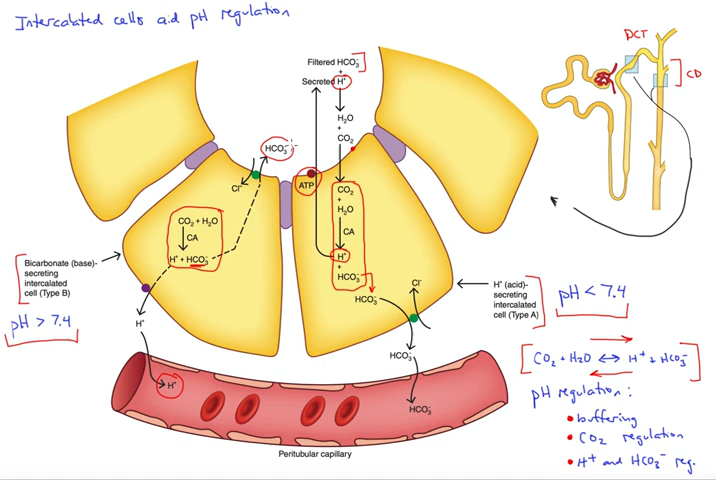 Intercalated cells aid pH regulation
DCT
CD
Filtered HCO₃⁻
+
Secreted H⁺
H₂O
+
CO₂
HCO₃⁻
Cl⁻
ATP
CO₂
+
H₂O
CA
H⁺
+
HCO₃⁻
CO₂ + H₂O
CA
H⁺ + HCO₃⁻
Bicarbonate (base)-
secreting
intercalated
cell (Type B)
pH > 7.4
H⁺
H⁺
HCO₃⁻
Cl⁻
HCO₃⁻
HCO₃⁻
H⁺ (acid)-
secreting
intercalated
cell (Type A)
pH < 7.4
CO₂ + H₂O ↔ H⁺ + HCO₃⁻
pH regulation:
• buffering
• CO₂ regulation
• H⁺ and HCO₃⁻ reg.
Peritubular capillary